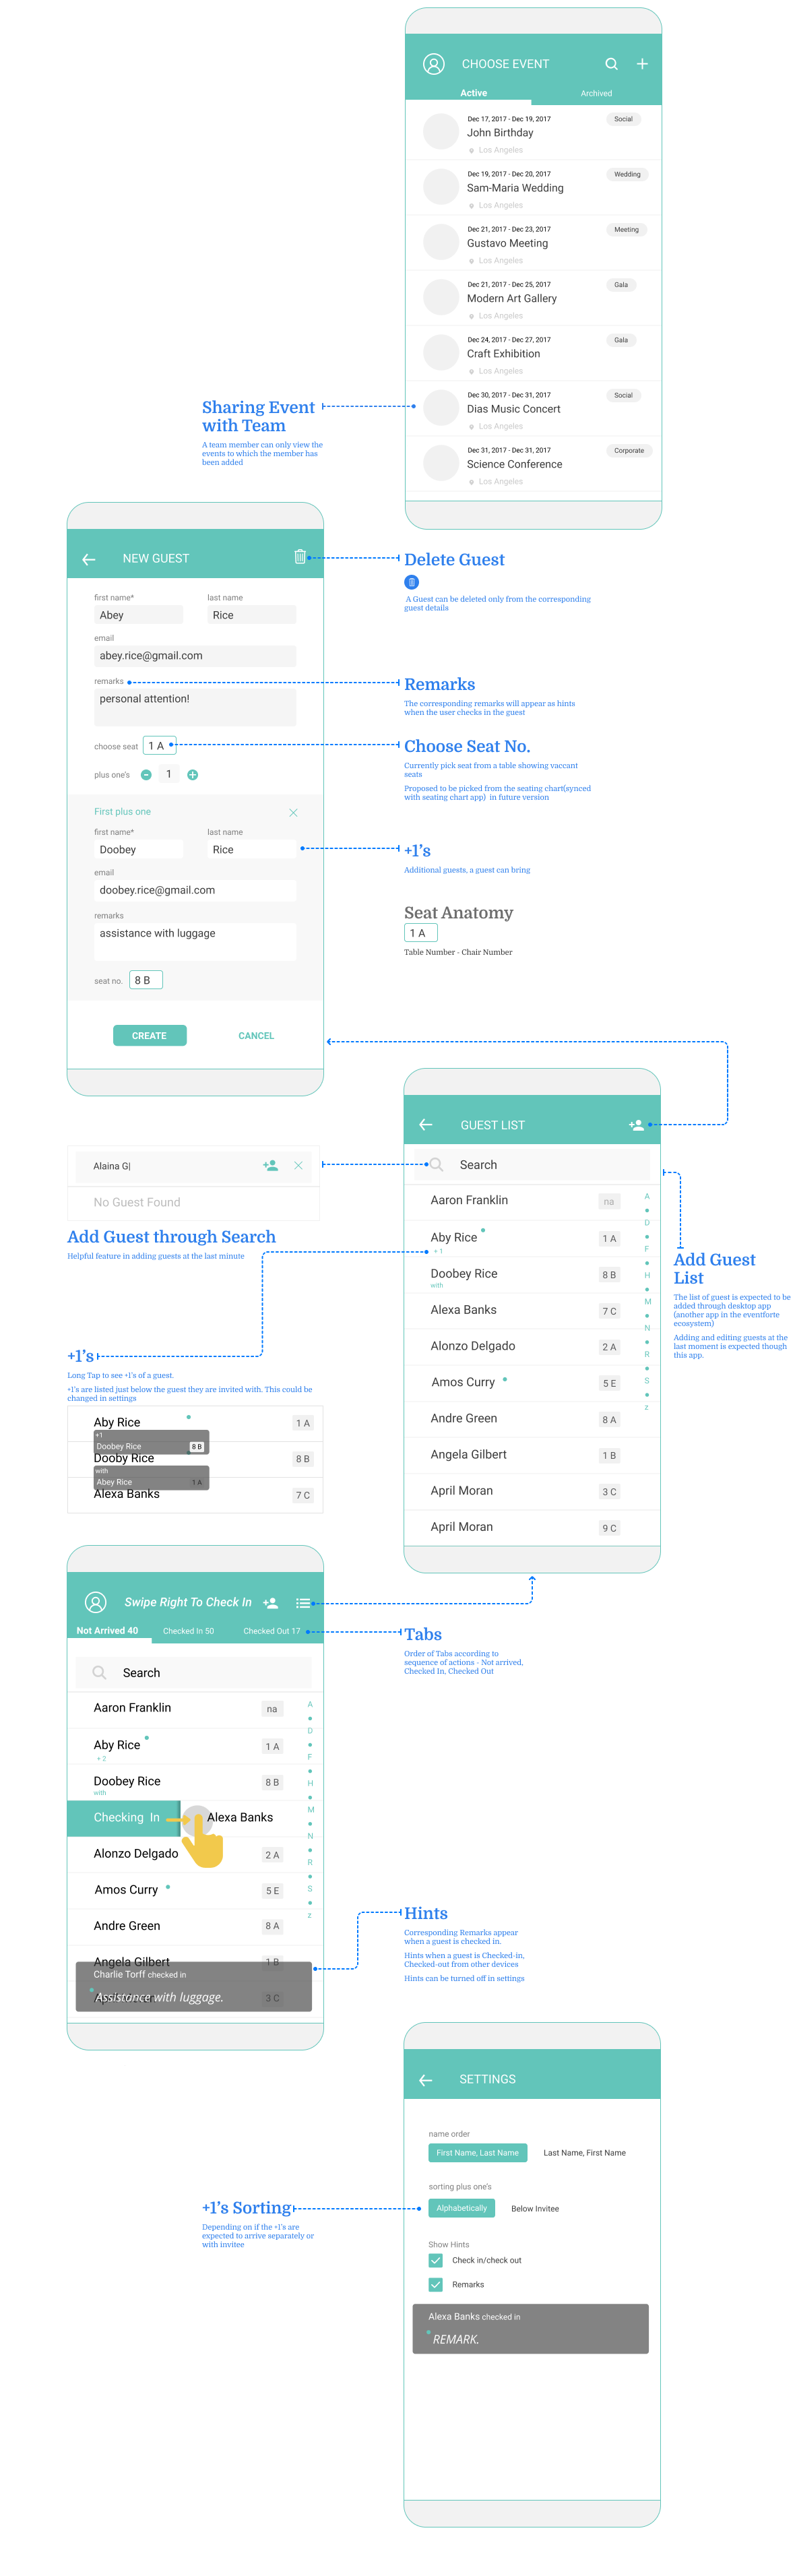 CHOOSE EVENT
Active
Archived
Dec 17, 2017 - Dec 19, 2017
Social
John Birthday
Los Angeles
Dec 19, 2017 - Dec 20, 2017
Wedding
Sam-Maria Wedding
Los Angeles
Dec 21, 2017 - Dec 23, 2017
Meeting
Gustavo Meeting
Los Angeles
Dec 21, 2017 - Dec 25, 2017
Gala
Modern Art Gallery
Los Angeles
Dec 24, 2017 - Dec 27, 2017
Gala
Craft Exhibition
Los Angeles
Dec 30, 2017 - Dec 31, 2017
Social
Dias Music Concert
Los Angeles
Dec 31, 2017 - Dec 31, 2017
Corporate
Science Conference
Los Angeles
Sharing Event
with Team
A team member can only view the
events to which the member has
been added
NEW GUEST
first name*
last name
Abey
Rice
email
abey.rice@gmail.com
remarks
personal attention!
choose seat
1 A
plus one's
1
First plus one
first name*
last name
Doobey
Rice
email
doobey.rice@gmail.com
remarks
assistance with luggage
seat no.
8 B
CREATE
CANCEL
Delete Guest
A Guest can be deleted only from the corresponding
guest details
Remarks
The corresponding remarks will appear as hints
when the user checks in the guest
Choose Seat No.
Currently pick seat from a table showing vaccant
seats
Proposed to be picked from the seating chart(synced
with seating chart app) in future version
+1's
Additional guests, a guest can bring
Seat Anatomy
1 A
Table Number - Chair Number
Alaina G|
No Guest Found
Add Guest through Search
Helpful feature in adding guests at the last minute
GUEST LIST
Search
Aaron Franklin
na
Aby Rice
+ 1
1 A
Doobey Rice
with
8 B
Alexa Banks
7 C
Alonzo Delgado
2 A
Amos Curry
5 E
Andre Green
8 A
Angela Gilbert
1 B
April Moran
3 C
April Moran
9 C
A
D
F
H
M
N
R
S
z
Add Guest
List
The list of guest is expected to be
added through desktop app
(another app in the eventforte
ecosystem)
Adding and editing guests at the
last moment is expected though
this app.
+1's
Long Tap to see +1's of a guest.
+1's are listed just below the guest they are invited with. This could be
changed in settings
Aby Rice
1 A
+1
Doobey Rice
8 B
Dooby Rice
8 B
with
Abey Rice
1 A
Alexa Banks
7 C
Swipe Right To Check In
Not Arrived 40
Checked In 50
Checked Out 17
Search
Aaron Franklin
na
Aby Rice
+ 2
1 A
Doobey Rice
with
8 B
Checking In
Alexa Banks
Alonzo Delgado
2 A
Amos Curry
5 E
Andre Green
8 A
Angela Gilbert
1 B
Charlie Torff checked in
Assistance with luggage.
3 C
A
D
F
H
M
N
R
S
z
Tabs
Order of Tabs according to
sequence of actions - Not arrived,
Checked In, Checked Out
Hints
Corresponding Remarks appear
when a guest is checked in.
Hints when a guest is Checked-in,
Checked-out from other devices
Hints can be turned off in settings
SETTINGS
name order
First Name, Last Name
Last Name, First Name
sorting plus one's
Alphabetically
Below Invitee
Show Hints
Check in/check out
Remarks
Alexa Banks checked in
REMARK.
+1's Sorting
Depending on if the +1's are
expected to arrive separately or
with invitee